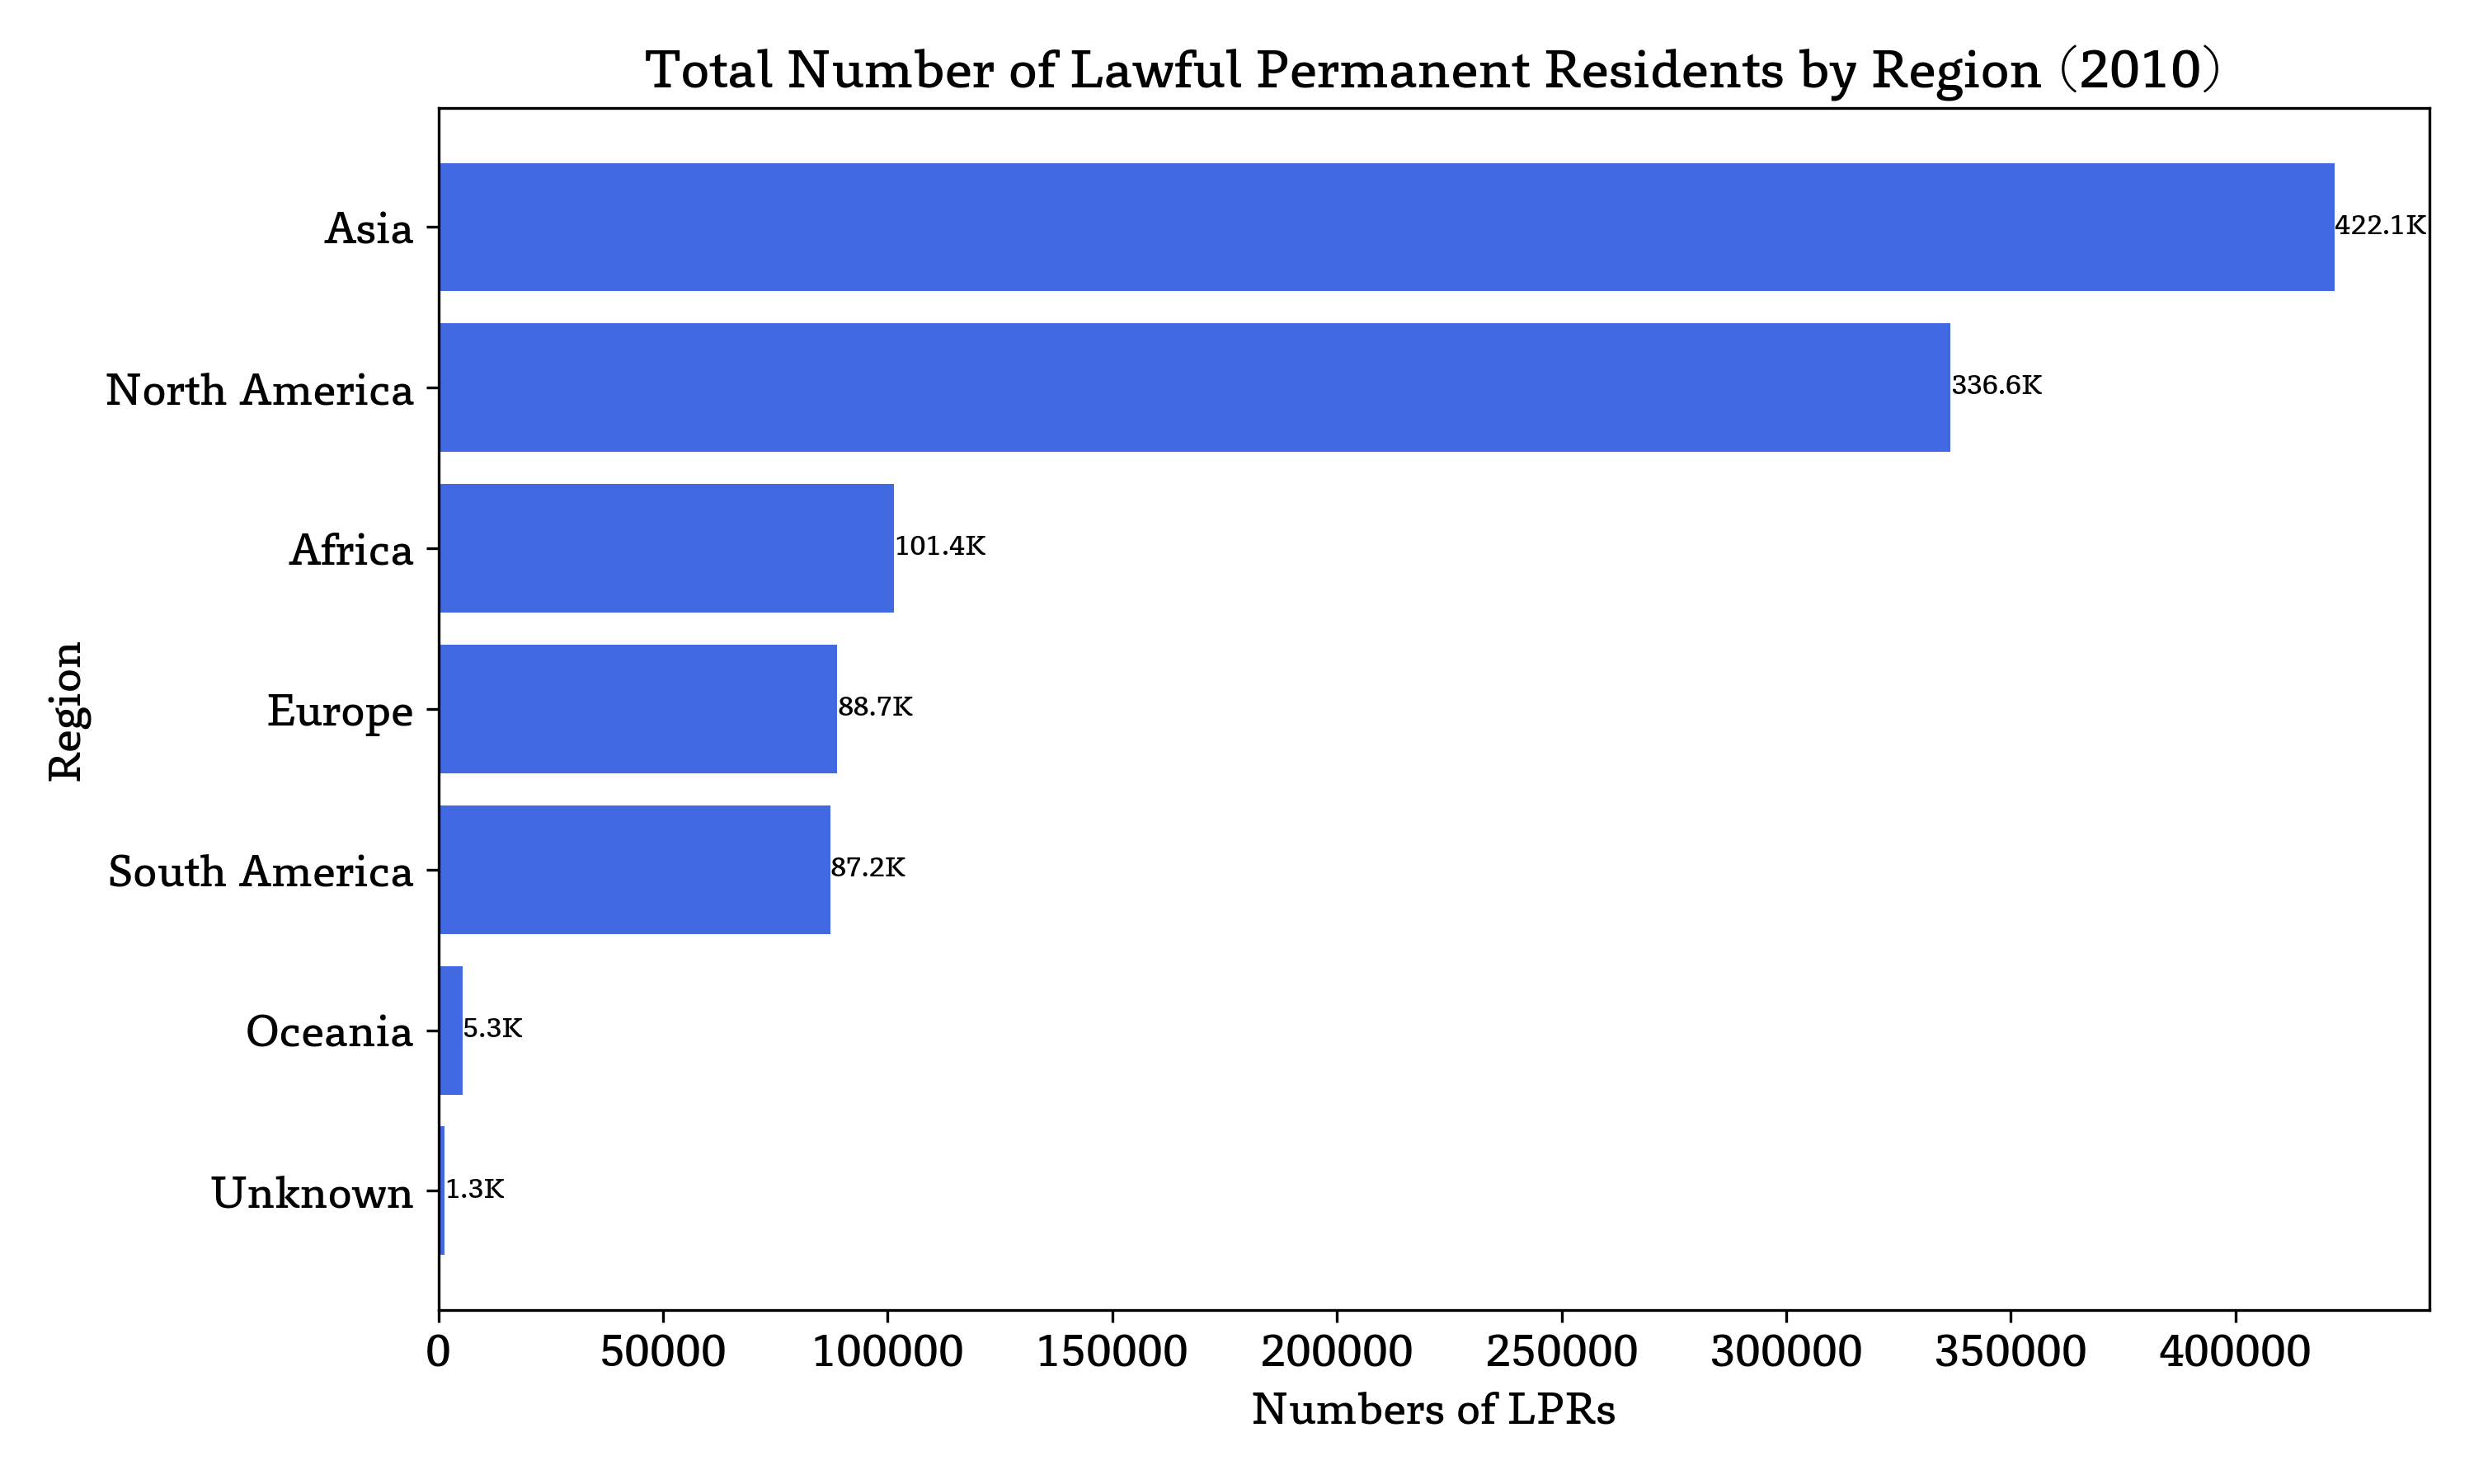 Total Number of Lawful Permanent Residents by Region (2010)
Asia
422.1K
North America
336.6K
Africa
101.4K
Europe
88.7K
South America
87.2K
Oceania
5.3K
Unknown
1.3K
Region
0 50000 100000 150000 200000 250000 300000 350000 400000
Numbers of LPRs